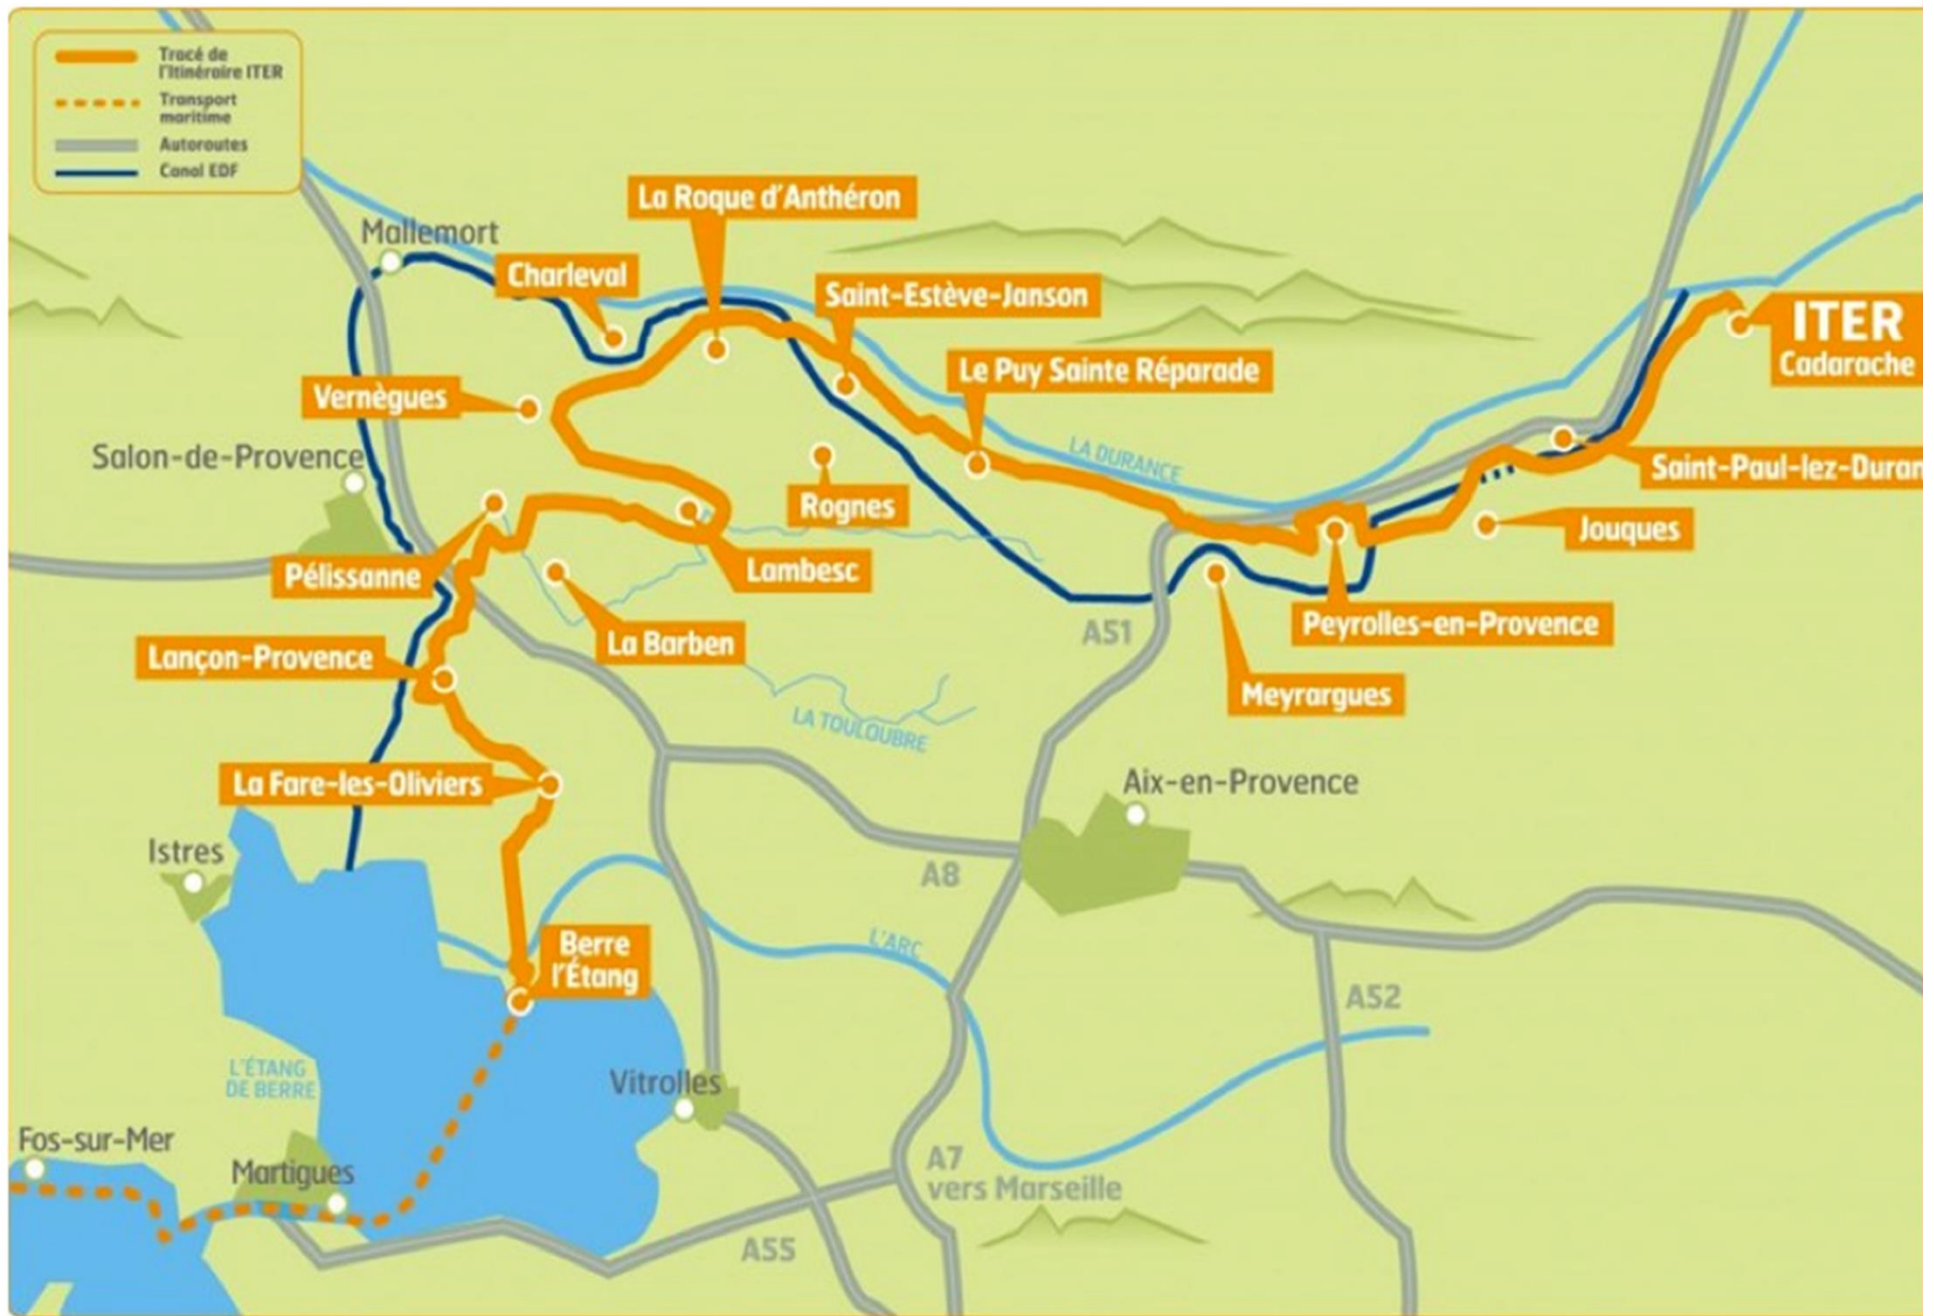 Tracé de
l'Itinéraire ITER
Transport
maritime
Autoroutes
Canal EDF
La Roque d'Anthéron
Mallemort
Charleval
Saint-Estève-Janson
ITER
Cadarache
Le Puy Sainte Réparade
Vernègues
Salon-de-Provence
LA DURANCE
Saint-Paul-lez-Duran
Rognes
Jouques
Pélissanne
Lambesc
Peyrolles-en-Provence
A51
La Barben
Lançon-Provence
Meyrargues
LA TOULOUBRE
La Fare-les-Oliviers
Aix-en-Provence
Istres
A8
Berre
l'Étang
L'ARC
A52
L'ÉTANG
DE BERRE
Vitrolles
Fos-sur-Mer
Martigues
A7
vers Marseille
A55